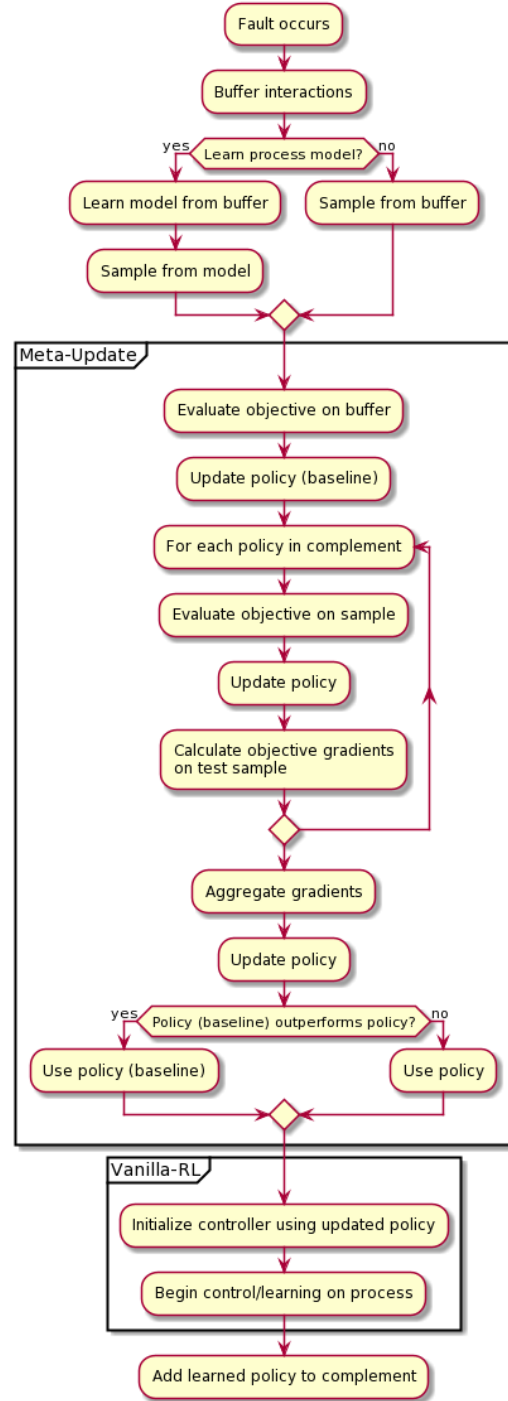 Fault occurs
Buffer interactions
yes
Learn process model?
no
Learn model from buffer
Sample from buffer
Sample from model
Meta-Update
Evaluate objective on buffer
Update policy (baseline)
For each policy in complement
Evaluate objective on sample
Update policy
Calculate objective gradients
on test sample
Aggregate gradients
Update policy
yes
Policy (baseline) outperforms policy?
no
Use policy (baseline)
Use policy
Vanilla-RL
Initialize controller using updated policy
Begin control/learning on process
Add learned policy to complement